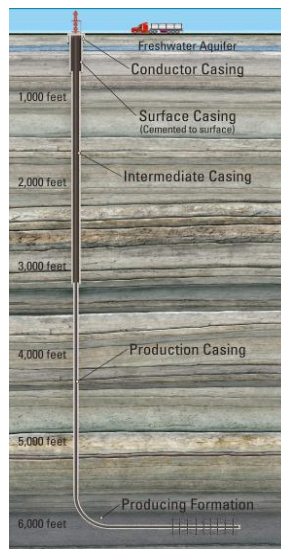 Freshwater Aquifer
Conductor Casing
1,000 feet
Surface Casing
(Cemented to surface)
Intermediate Casing
2,000 feet
3,000 feet
4,000 feet
Production Casing
5,000 feet
Producing Formation
6,000 feet